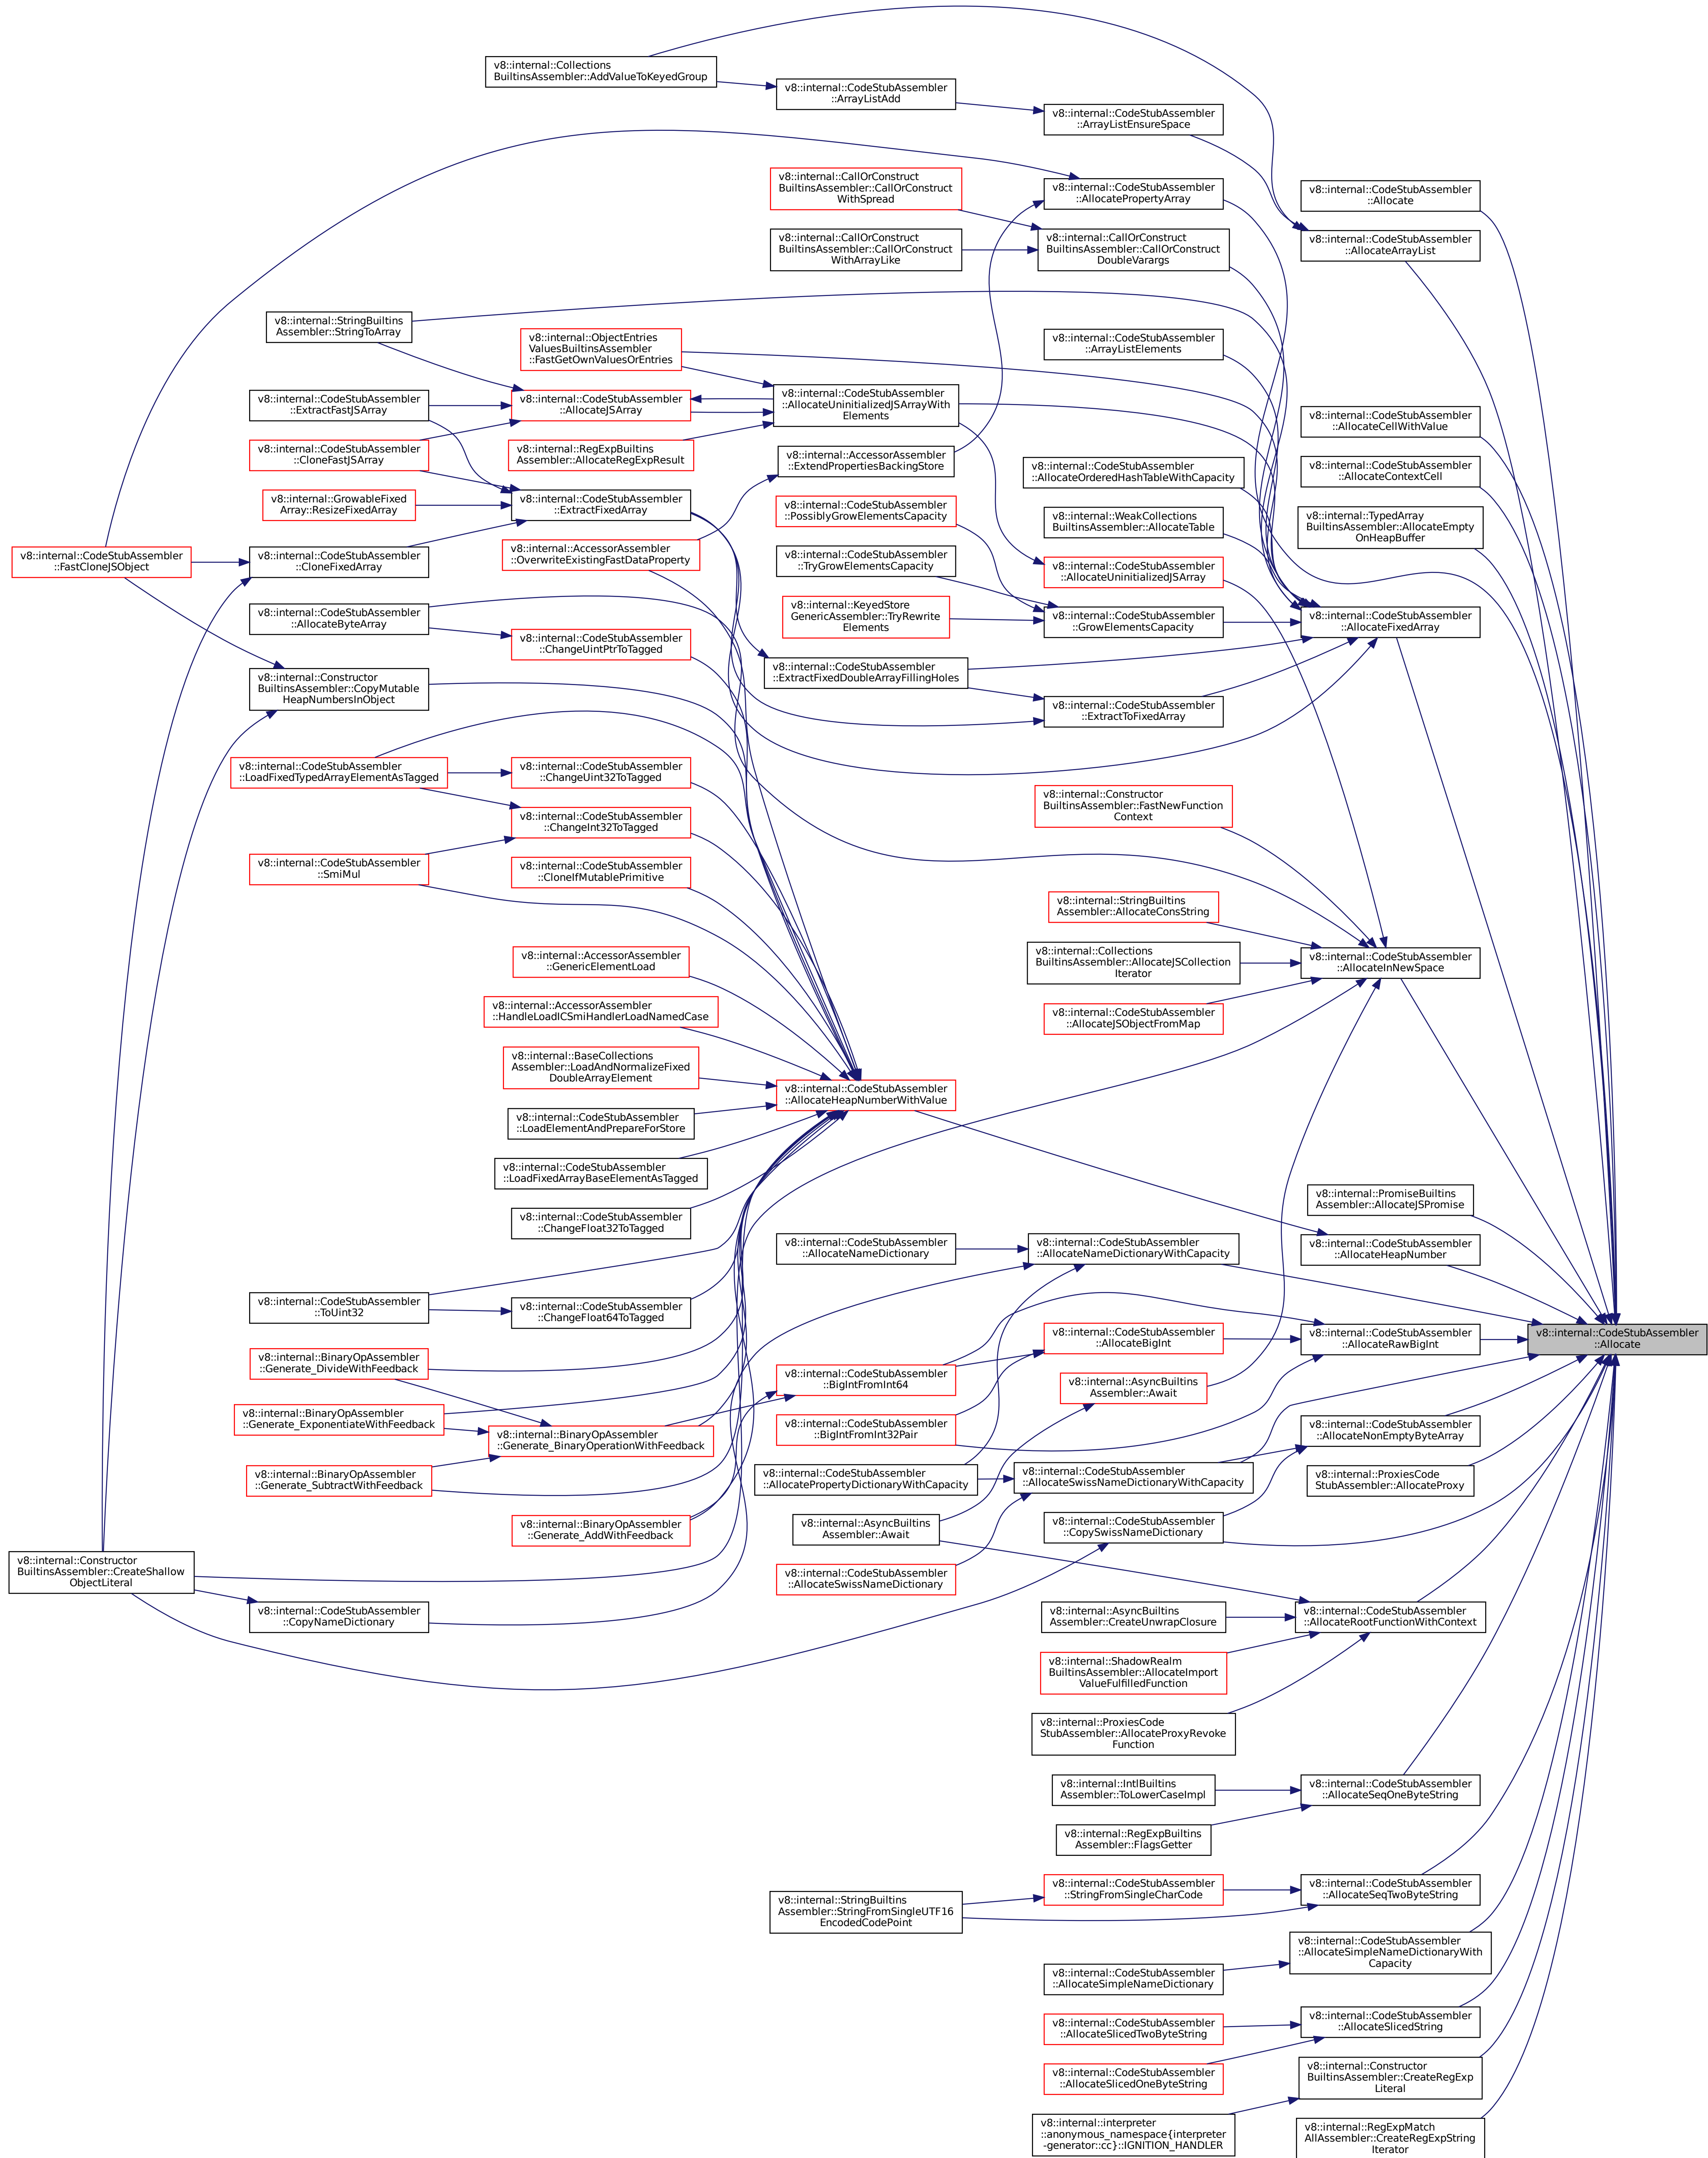 v8::internal::Collections
BuiltinsAssembler::AddValueToKeyedGroup
v8::internal::CodeStubAssembler
::ArrayListAdd
v8::internal::CodeStubAssembler
::ArrayListEnsureSpace
v8::internal::CallOrConstruct
BuiltinsAssembler::CallOrConstruct
WithSpread
v8::internal::CodeStubAssembler
::AllocatePropertyArray
v8::internal::CodeStubAssembler
::Allocate
v8::internal::CallOrConstruct
BuiltinsAssembler::CallOrConstruct
WithArrayLike
v8::internal::CallOrConstruct
BuiltinsAssembler::CallOrConstruct
DoubleVarargs
v8::internal::CodeStubAssembler
::AllocateArrayList
v8::internal::StringBuiltins
Assembler::StringToArray
v8::internal::ObjectEntries
ValuesBuiltinsAssembler
::FastGetOwnValuesOrEntries
v8::internal::CodeStubAssembler
::ArrayListElements
v8::internal::CodeStubAssembler
::ExtractFastJSArray
v8::internal::CodeStubAssembler
::AllocateJSArray
v8::internal::CodeStubAssembler
::AllocateUninitializedJSArrayWith
Elements
v8::internal::CodeStubAssembler
::AllocateCellWithValue
v8::internal::CodeStubAssembler
::CloneFastJSArray
v8::internal::RegExpBuiltins
Assembler::AllocateRegExpResult
v8::internal::AccessorAssembler
::ExtendPropertiesBackingStore
v8::internal::CodeStubAssembler
::AllocateOrderedHashTableWithCapacity
v8::internal::CodeStubAssembler
::AllocateContextCell
v8::internal::GrowableFixed
Array::ResizeFixedArray
v8::internal::CodeStubAssembler
::ExtractFixedArray
v8::internal::CodeStubAssembler
::PossiblyGrowElementsCapacity
v8::internal::WeakCollections
BuiltinsAssembler::AllocateTable
v8::internal::TypedArray
BuiltinsAssembler::AllocateEmpty
OnHeapBuffer
v8::internal::CodeStubAssembler
::FastCloneJSObject
v8::internal::CodeStubAssembler
::CloneFixedArray
v8::internal::AccessorAssembler
::OverwriteExistingFastDataProperty
v8::internal::CodeStubAssembler
::TryGrowElementsCapacity
v8::internal::CodeStubAssembler
::AllocateUninitializedJSArray
v8::internal::CodeStubAssembler
::AllocateByteArray
v8::internal::CodeStubAssembler
::ChangeUintPtrToTagged
v8::internal::KeyedStore
GenericAssembler::TryRewrite
Elements
v8::internal::CodeStubAssembler
::GrowElementsCapacity
v8::internal::CodeStubAssembler
::AllocateFixedArray
v8::internal::Constructor
BuiltinsAssembler::CopyMutable
HeapNumbersInObject
v8::internal::CodeStubAssembler
::ExtractFixedDoubleArrayFillingHoles
v8::internal::CodeStubAssembler
::ExtractToFixedArray
v8::internal::CodeStubAssembler
::LoadFixedTypedArrayElementAsTagged
v8::internal::CodeStubAssembler
::ChangeUint32ToTagged
v8::internal::CodeStubAssembler
::ChangeInt32ToTagged
v8::internal::Constructor
BuiltinsAssembler::FastNewFunction
Context
v8::internal::CodeStubAssembler
::SmiMul
v8::internal::CodeStubAssembler
::CloneIfMutablePrimitive
v8::internal::StringBuiltins
Assembler::AllocateConsString
v8::internal::AccessorAssembler
::GenericElementLoad
v8::internal::Collections
BuiltinsAssembler::AllocateJSCollection
Iterator
v8::internal::CodeStubAssembler
::AllocateInNewSpace
v8::internal::AccessorAssembler
::HandleLoadICSmiHandlerLoadNamedCase
v8::internal::CodeStubAssembler
::AllocateJSObjectFromMap
v8::internal::BaseCollections
Assembler::LoadAndNormalizeFixed
DoubleArrayElement
v8::internal::CodeStubAssembler
::AllocateHeapNumberWithValue
v8::internal::CodeStubAssembler
::LoadElementAndPrepareForStore
v8::internal::CodeStubAssembler
::LoadFixedArrayBaseElementAsTagged
v8::internal::CodeStubAssembler
::ChangeFloat32ToTagged
v8::internal::PromiseBuiltins
Assembler::AllocateJSPromise
v8::internal::CodeStubAssembler
::AllocateNameDictionary
v8::internal::CodeStubAssembler
::AllocateNameDictionaryWithCapacity
v8::internal::CodeStubAssembler
::AllocateHeapNumber
v8::internal::CodeStubAssembler
::ToUint32
v8::internal::CodeStubAssembler
::ChangeFloat64ToTagged
v8::internal::CodeStubAssembler
::AllocateBigInt
v8::internal::CodeStubAssembler
::AllocateRawBigInt
v8::internal::CodeStubAssembler
::Allocate
v8::internal::BinaryOpAssembler
::Generate_DivideWithFeedback
v8::internal::CodeStubAssembler
::BigIntFromInt64
v8::internal::AsyncBuiltins
Assembler::Await
v8::internal::BinaryOpAssembler
::Generate_ExponentiateWithFeedback
v8::internal::BinaryOpAssembler
::Generate_BinaryOperationWithFeedback
v8::internal::CodeStubAssembler
::BigIntFromInt32Pair
v8::internal::CodeStubAssembler
::AllocateNonEmptyByteArray
v8::internal::BinaryOpAssembler
::Generate_SubtractWithFeedback
v8::internal::CodeStubAssembler
::AllocatePropertyDictionaryWithCapacity
v8::internal::CodeStubAssembler
::AllocateSwissNameDictionaryWithCapacity
v8::internal::ProxiesCode
StubAssembler::AllocateProxy
v8::internal::BinaryOpAssembler
::Generate_AddWithFeedback
v8::internal::AsyncBuiltins
Assembler::Await
v8::internal::CodeStubAssembler
::CopySwissNameDictionary
v8::internal::Constructor
BuiltinsAssembler::CreateShallow
ObjectLiteral
v8::internal::CodeStubAssembler
::AllocateSwissNameDictionary
v8::internal::CodeStubAssembler
::CopyNameDictionary
v8::internal::AsyncBuiltins
Assembler::CreateUnwrapClosure
v8::internal::CodeStubAssembler
::AllocateRootFunctionWithContext
v8::internal::ShadowRealm
BuiltinsAssembler::AllocateImport
ValueFulfilledFunction
v8::internal::ProxiesCode
StubAssembler::AllocateProxyRevoke
Function
v8::internal::IntlBuiltins
Assembler::ToLowerCaseImpl
v8::internal::CodeStubAssembler
::AllocateSeqOneByteString
v8::internal::RegExpBuiltins
Assembler::FlagsGetter
v8::internal::StringBuiltins
Assembler::StringFromSingleUTF16
EncodedCodePoint
v8::internal::CodeStubAssembler
::StringFromSingleCharCode
v8::internal::CodeStubAssembler
::AllocateSeqTwoByteString
v8::internal::CodeStubAssembler
::AllocateSimpleNameDictionaryWith
Capacity
v8::internal::CodeStubAssembler
::AllocateSimpleNameDictionary
v8::internal::CodeStubAssembler
::AllocateSlicedTwoByteString
v8::internal::CodeStubAssembler
::AllocateSlicedString
v8::internal::CodeStubAssembler
::AllocateSlicedOneByteString
v8::internal::Constructor
BuiltinsAssembler::CreateRegExp
Literal
v8::internal::interpreter
::anonymous_namespace{interpreter
-generator::cc}::IGNITION_HANDLER
v8::internal::RegExpMatch
AllAssembler::CreateRegExpString
Iterator